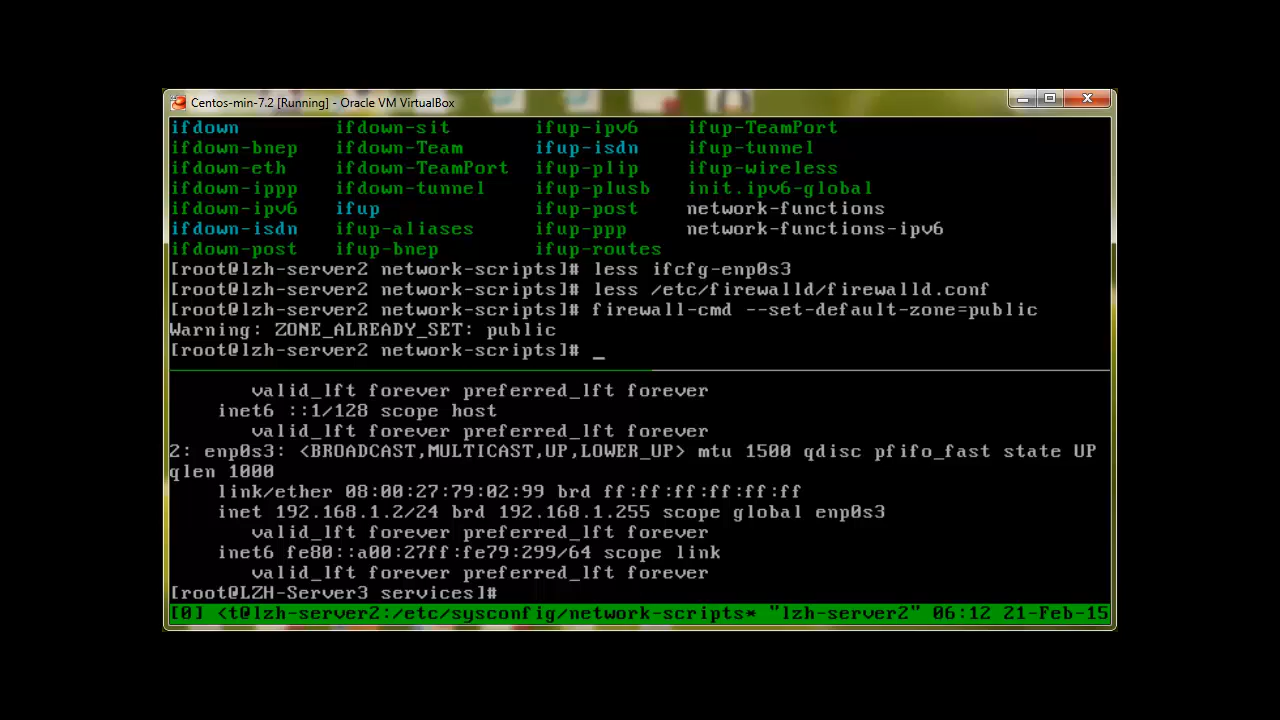 Centos-min-7.2 [Running] - Oracle VM VirtualBox
ifdown ifdown-sit ifup-ipv6 ifup-TeamPort
ifdown-bnep ifdown-Team ifup-isdn ifup-tunnel
ifdown-eth ifdown-TeamPort ifup-plip ifup-wireless
ifdown-ippp ifdown-tunnel ifup-plusb init.ipv6-global
ifdown-ipv6 ifup ifup-post network-functions
ifdown-isdn ifup-aliases ifup-ppp network-functions-ipv6
ifdown-post ifup-bnep ifup-routes
[root@lzh-server2 network-scripts]# less ifcfg-enp0s3
[root@lzh-server2 network-scripts]# less /etc/firewalld/firewalld.conf
[root@lzh-server2 network-scripts]# firewall-cmd --set-default-zone=public
Warning: ZONE_ALREADY_SET: public
[root@lzh-server2 network-scripts]# _
valid_lft forever preferred_lft forever
inet6 ::1/128 scope host
valid_lft forever preferred_lft forever
2: enp0s3: <BROADCAST,MULTICAST,UP,LOWER_UP> mtu 1500 qdisc pfifo_fast state UP
qlen 1000
link/ether 08:00:27:79:02:99 brd ff:ff:ff:ff:ff:ff
inet 192.168.1.2/24 brd 192.168.1.255 scope global enp0s3
valid_lft forever preferred_lft forever
inet6 fe80::a00:27ff:fe79:299/64 scope link
valid_lft forever preferred_lft forever
[root@LZH-Server3 services]#
[0] <t@lzh-server2:/etc/sysconfig/network-scripts* "lzh-server2" 06:12 21-Feb-15